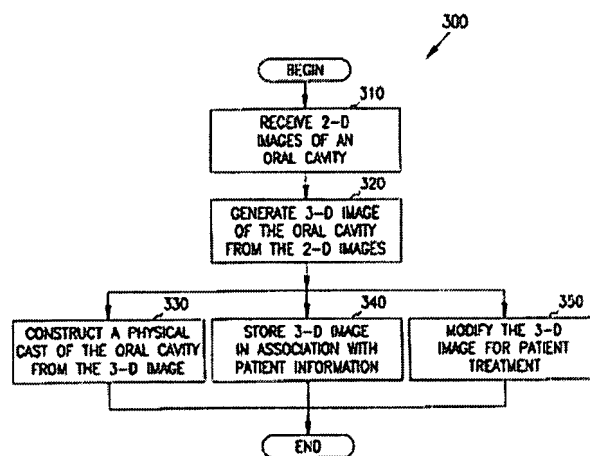 300
BEGIN
310
RECEIVE 2-D
IMAGES OF AN
ORAL CAVITY
320
GENERATE 3-D IMAGE
OF THE ORAL CAVITY
FROM THE 2-D IMAGES
330
CONSTRUCT A PHYSICAL
CAST OF THE ORAL CAVITY
FROM THE 3-D IMAGE
340
STORE 3-D IMAGE
IN ASSOCIATION WITH
PATIENT INFORMATION
350
MODIFY THE 3-D
IMAGE FOR PATIENT
TREATMENT
END